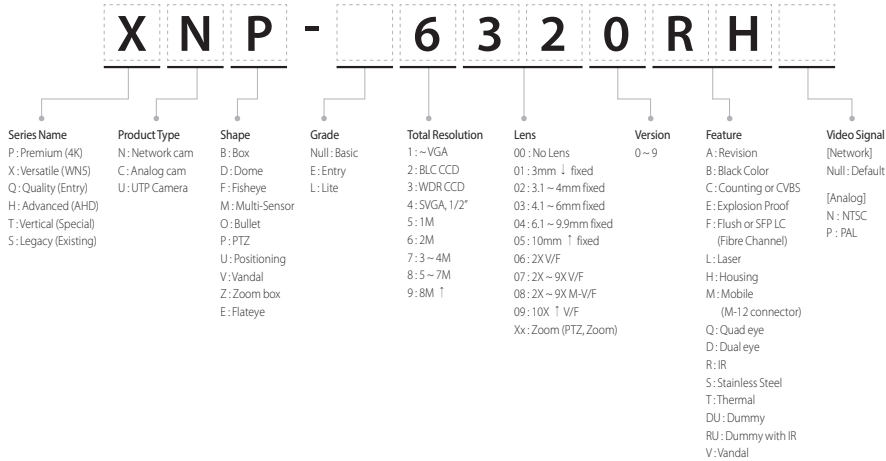 XNP-6320RH
Series Name
P : Premium (4K)
X : Versatile (WN5)
Q : Quality (Entry)
H : Advanced (AHD)
T : Vertical (Special)
S : Legacy (Existing)
Product Type
N : Network cam
C : Analog cam
U : UTP Camera
Shape
B : Box
D : Dome
F : Fisheye
M : Multi-Sensor
O : Bullet
P : PTZ
U : Positioning
V : Vandal
Z : Zoom box
E : Flateye
Grade
Null : Basic
E : Entry
L : Lite
Total Resolution
1 : ~ VGA
2 : BLC CCD
3 : WDR CCD
4 : SVGA, 1/2"
5 : 1M
6 : 2M
7 : 3 ~ 4M
8 : 5 ~ 7M
9 : 8M ↑
Lens
00 : No Lens
01 : 3mm ↓ fixed
02 : 3.1 ~ 4mm fixed
03 : 4.1 ~ 6mm fixed
04 : 6.1 ~ 9.9mm fixed
05 : 10mm ↑ fixed
06 : 2X V/F
07 : 2X ~ 9X V/F
08 : 2X ~ 9X M-V/F
09 : 10X ↑ V/F
Xx : Zoom (PTZ, Zoom)
Version
0 ~ 9
Feature
A : Revision
B : Black Color
C : Counting or CVBS
E : Explosion Proof
F : Flush or SFP LC
(Fibre Channel)
L : Laser
H : Housing
M : Mobile
(M-12 connector)
Q : Quad eye
D : Dual eye
R : IR
S : Stainless Steel
T : Thermal
DU : Dummy
RU : Dummy with IR
V : Vandal
Video Signal
[Network]
Null : Default
[Analog]
N : NTSC
P : PAL